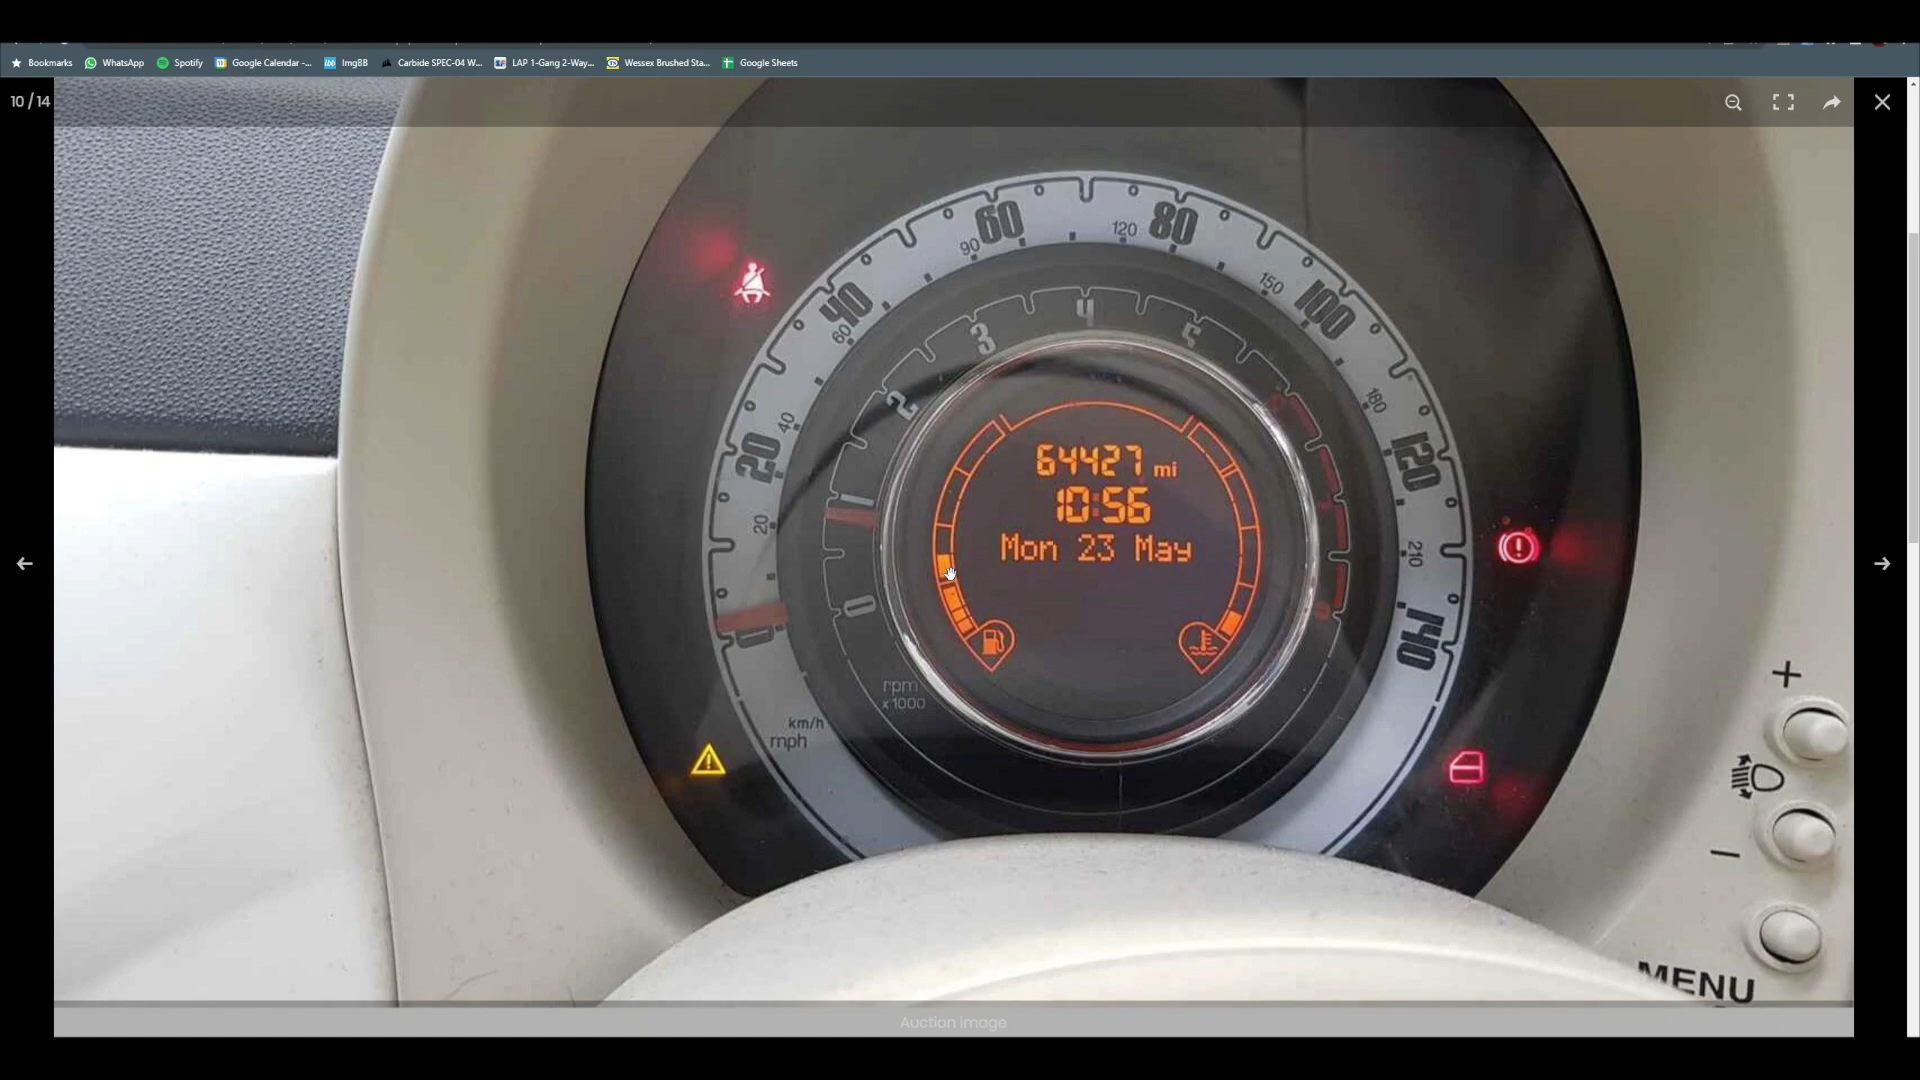 Bookmarks WhatsApp Spotify Google Calendar -... ImgBB Carbide SPEC-04 W... LAP 1-Gang 2-Way... Wessex Brushed Sta... Google Sheets
10 / 14
60 80
90 120
40 100
60 150
3 4 5
2
20 120
40 180
64427 mi
10:56
Mon 23 May
1
20 210
0 0 140
rpm
x1000
km/h
mph
+
−
MENU
Auction image